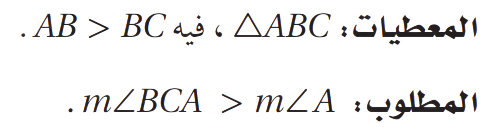 المعطيات: △ABC ، فيه AB > BC .
المطلوب: m∠BCA > m∠A .